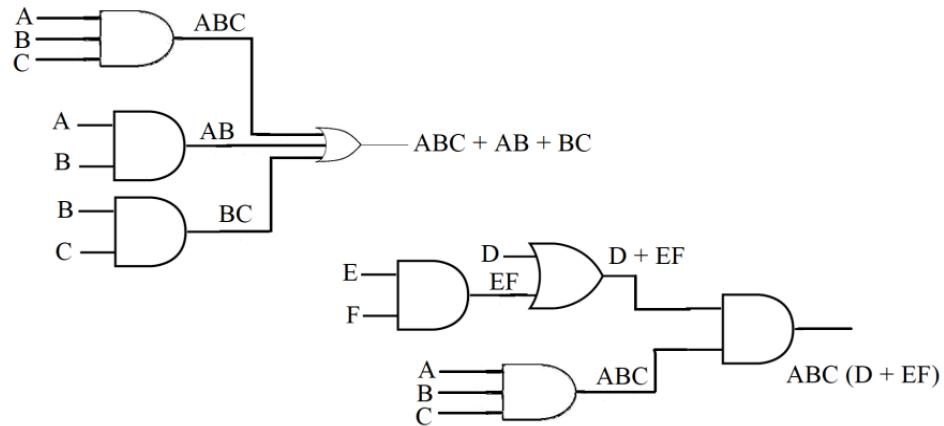 A
B
C
ABC
A
B
AB
B
C
BC
ABC + AB + BC
E
F
EF
D
D + EF
A
B
C
ABC
ABC (D + EF)